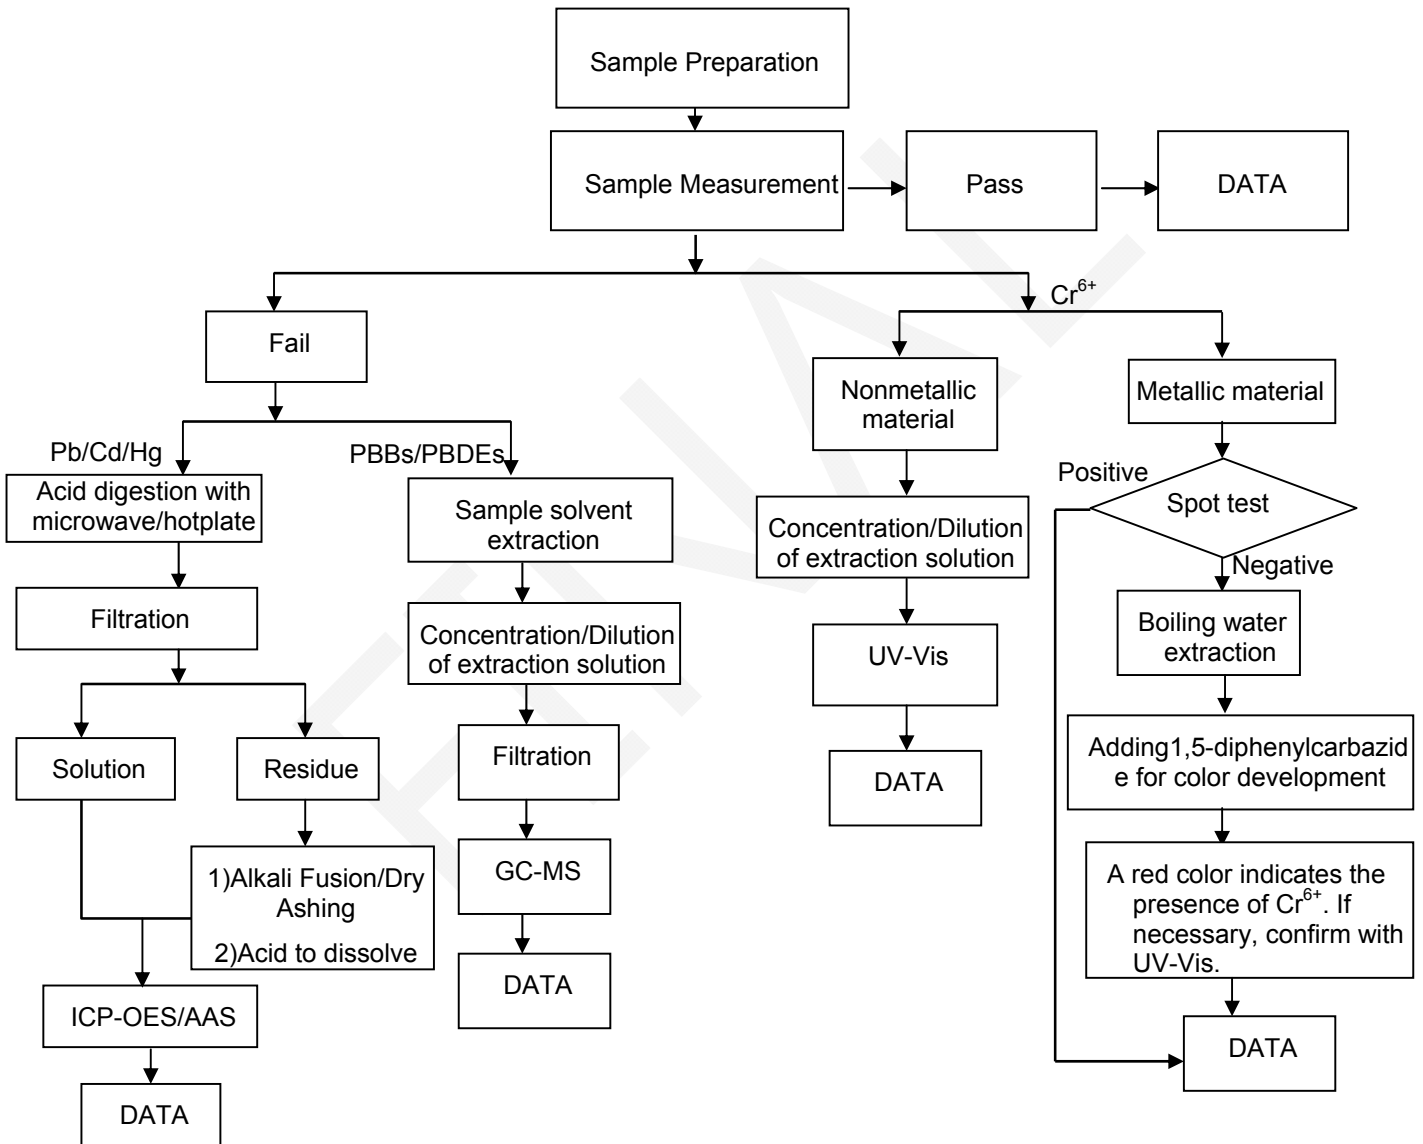 Sample Preparation
Sample Measurement
Pass
DATA
Fail
Cr⁶⁺
Nonmetallic
material
Metallic material
Pb/Cd/Hg
PBBs/PBDEs
Acid digestion with
microwave/hotplate
Sample solvent
extraction
Concentration/Dilution
of extraction solution
Positive
Spot test
Negative
Filtration
Concentration/Dilution
of extraction solution
UV-Vis
Boiling water
extraction
Solution
Residue
Filtration
DATA
Adding1,5-diphenylcarbazid
e for color development
1)Alkali Fusion/Dry
Ashing
2)Acid to dissolve
GC-MS
A red color indicates the
presence of Cr⁶⁺. If
necessary, confirm with
UV-Vis.
ICP-OES/AAS
DATA
DATA
DATA
FINAL